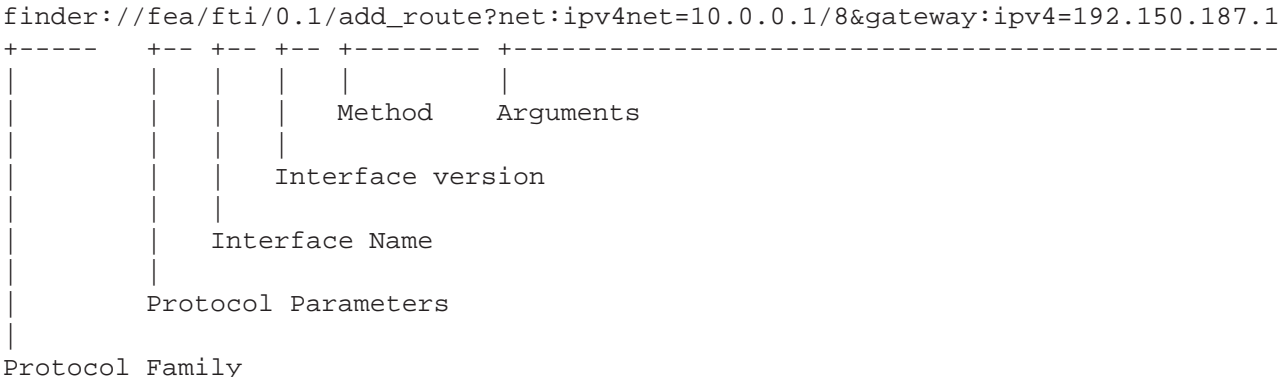 finder://fea/fti/0.1/add_route?net:ipv4net=10.0.0.1/8&gateway:ipv4=192.150.187.1
Method Arguments
Interface version
Interface Name
Protocol Parameters
Protocol Family